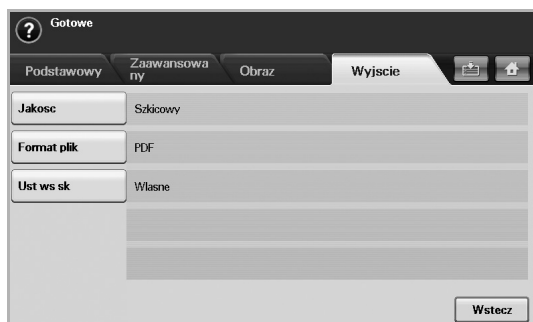 ? Gotowe
Podstawowy
Zaawansowa
ny
Obraz
Wyjscie
Jakosc
Szkicowy
Format plik
PDF
Ust ws sk
Wlasne
Wstecz